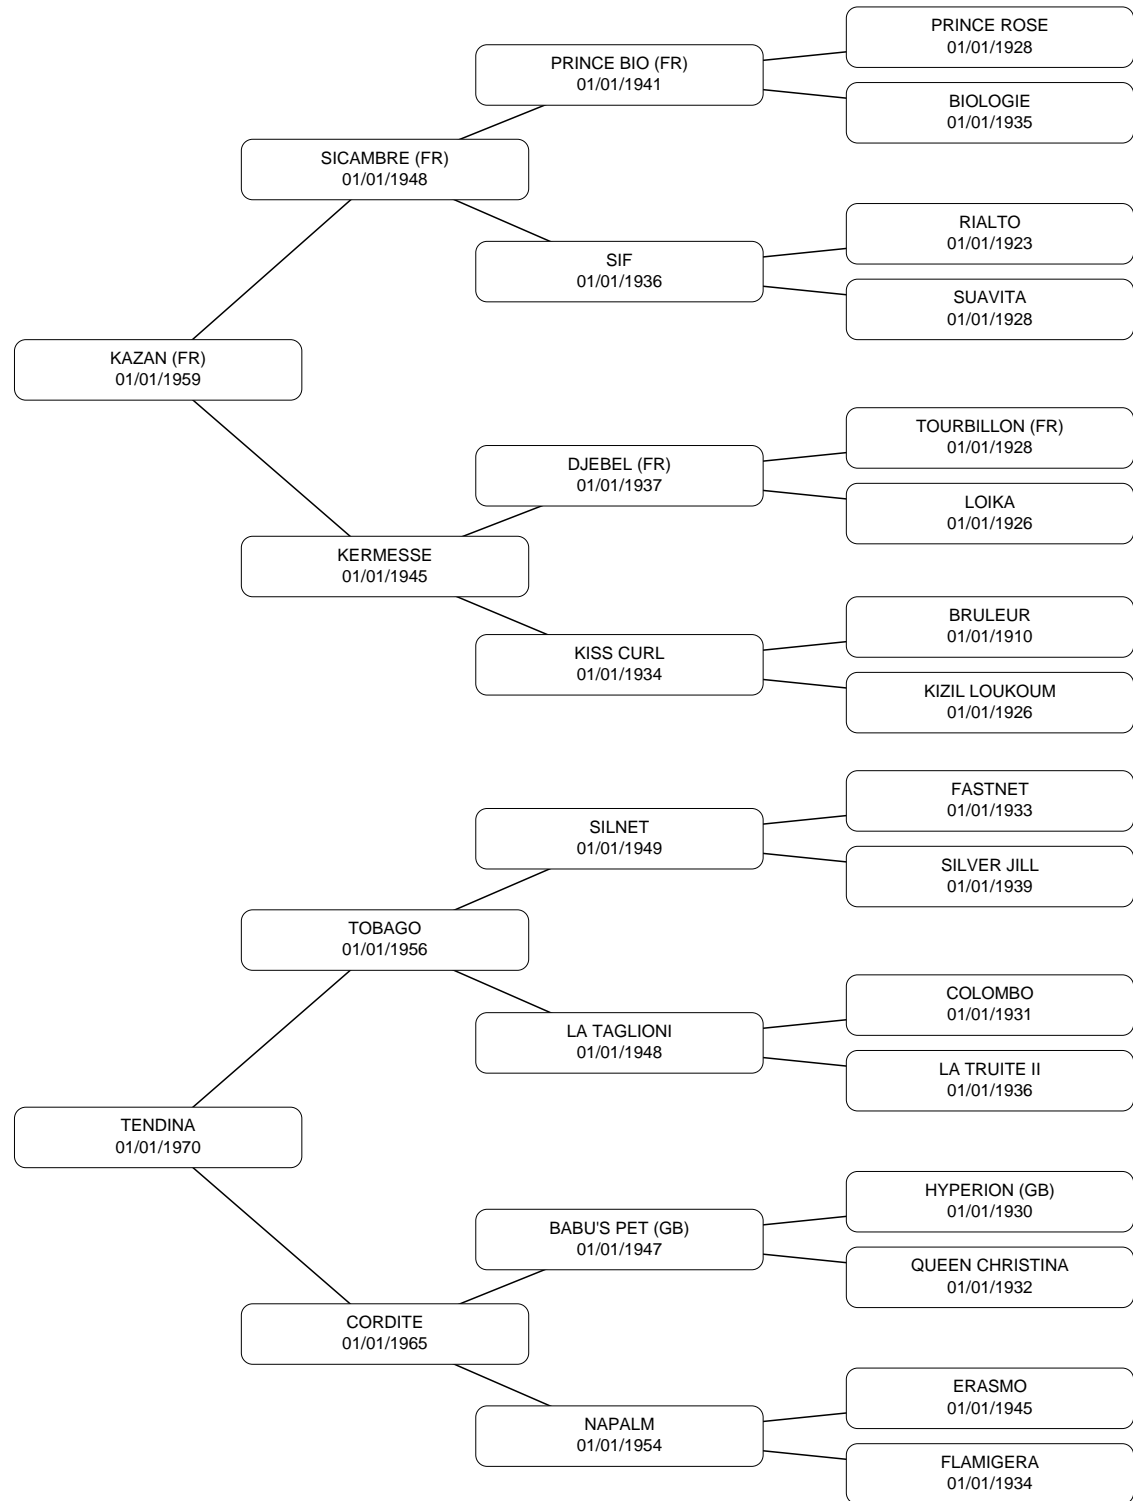 PRINCE ROSE
01/01/1928
PRINCE BIO (FR)
01/01/1941
BIOLOGIE
01/01/1935
SICAMBRE (FR)
01/01/1948
RIALTO
01/01/1923
SIF
01/01/1936
SUAVITA
01/01/1928
KAZAN (FR)
01/01/1959
TOURBILLON (FR)
01/01/1928
DJEBEL (FR)
01/01/1937
LOIKA
01/01/1926
KERMESSE
01/01/1945
BRULEUR
01/01/1910
KISS CURL
01/01/1934
KIZIL LOUKOUM
01/01/1926
FASTNET
01/01/1933
SILNET
01/01/1949
SILVER JILL
01/01/1939
TOBAGO
01/01/1956
COLOMBO
01/01/1931
LA TAGLIONI
01/01/1948
LA TRUITE II
01/01/1936
TENDINA
01/01/1970
HYPERION (GB)
01/01/1930
BABU'S PET (GB)
01/01/1947
QUEEN CHRISTINA
01/01/1932
CORDITE
01/01/1965
ERASMO
01/01/1945
NAPALM
01/01/1954
FLAMIGERA
01/01/1934